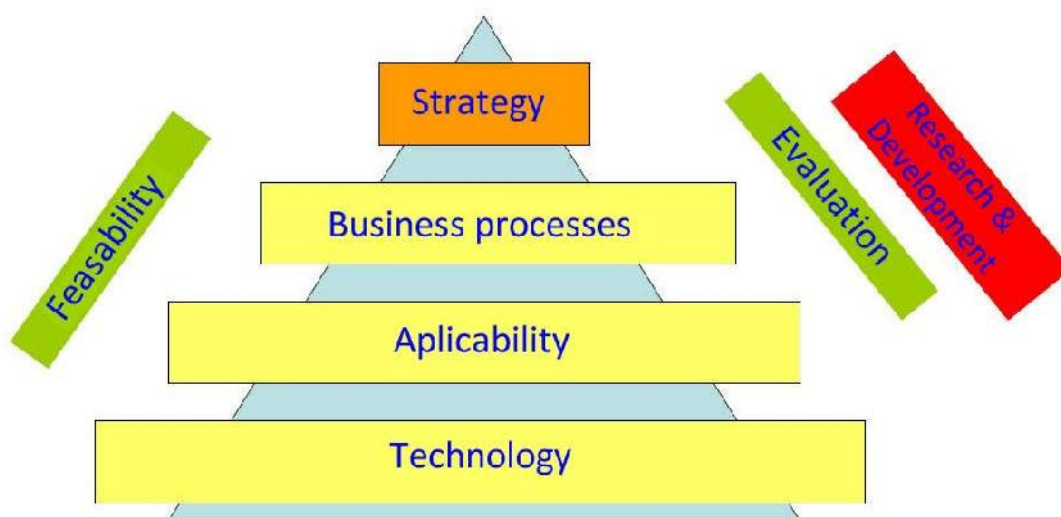 Strategy
Business processes
Aplicability
Technology
Feasability
Evaluation
Research &
Development